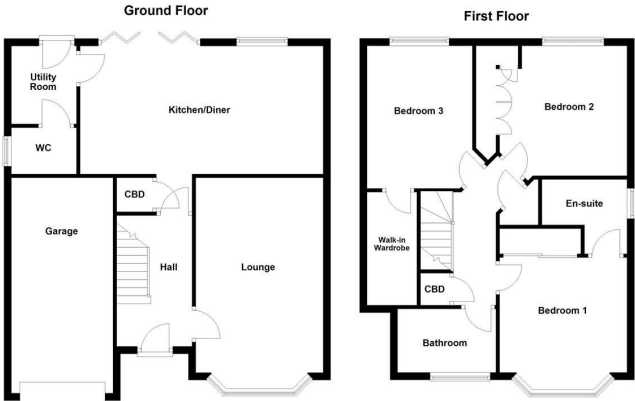 Ground Floor
Utility
Room
Kitchen/Diner
WC
CBD
Garage
Hall
Lounge
First Floor
Bedroom 3
Bedroom 2
En-suite
Walk-in
Wardrobe
CBD
Bedroom 1
Bathroom